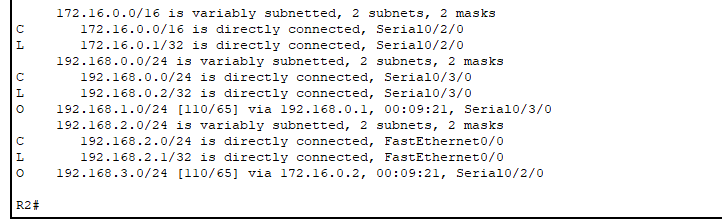 172.16.0.0/16 is variably subnetted, 2 subnets, 2 masks
C 172.16.0.0/16 is directly connected, Serial0/2/0
L 172.16.0.1/32 is directly connected, Serial0/2/0
192.168.0.0/24 is variably subnetted, 2 subnets, 2 masks
C 192.168.0.0/24 is directly connected, Serial0/3/0
L 192.168.0.2/32 is directly connected, Serial0/3/0
O 192.168.1.0/24 [110/65] via 192.168.0.1, 00:09:21, Serial0/3/0
192.168.2.0/24 is variably subnetted, 2 subnets, 2 masks
C 192.168.2.0/24 is directly connected, FastEthernet0/0
L 192.168.2.1/32 is directly connected, FastEthernet0/0
O 192.168.3.0/24 [110/65] via 172.16.0.2, 00:09:21, Serial0/2/0
R2#